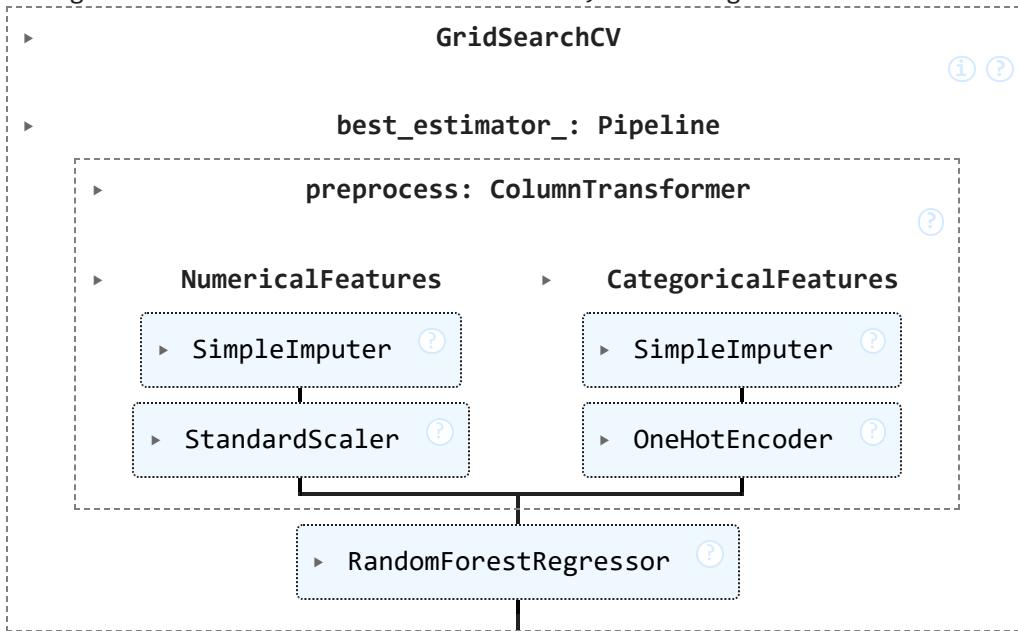 GridSearchCV
i ?
best_estimator_: Pipeline
preprocess: ColumnTransformer
?
NumericalFeatures CategoricalFeatures
SimpleImputer ? SimpleImputer ?
StandardScaler ? OneHotEncoder ?
RandomForestRegressor ?